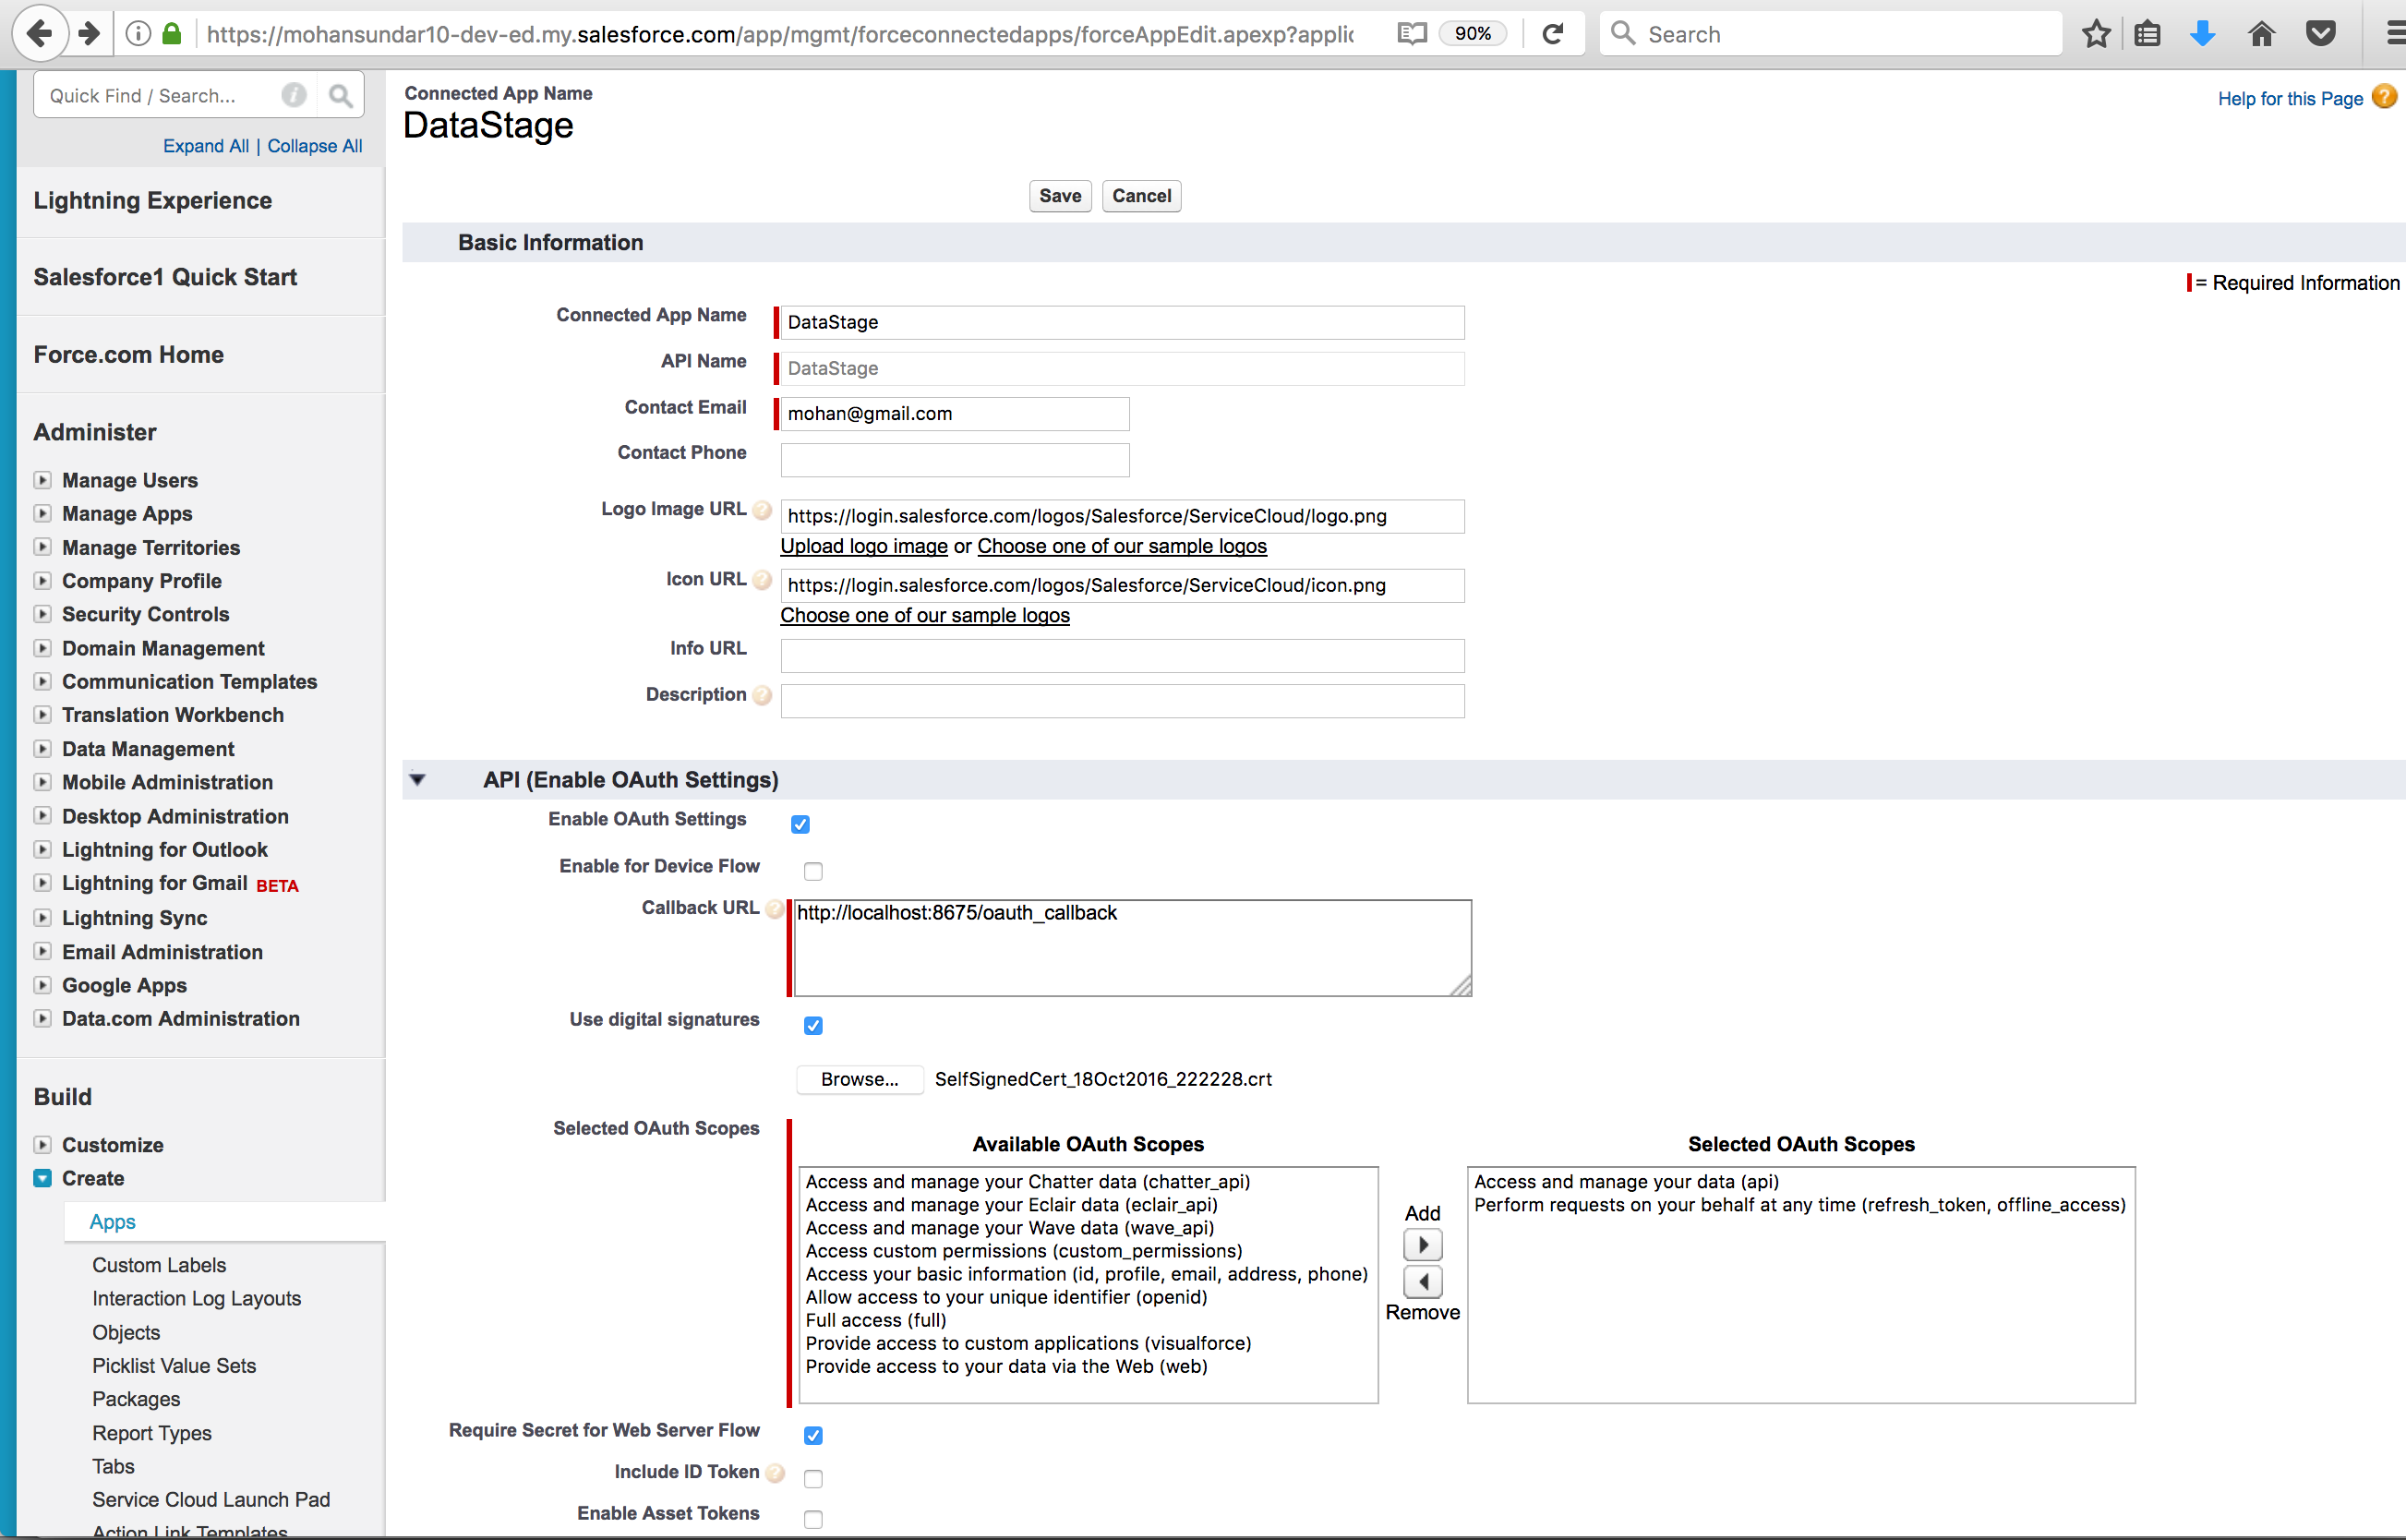 https://mohansundar10-dev-ed.my.salesforce.com/app/mgmt/forceconnectedapps/forceAppEdit.apexp?applic
90%
Search
Quick Find / Search...
Expand All | Collapse All
Lightning Experience
Salesforce1 Quick Start
Force.com Home
Administer
Manage Users
Manage Apps
Manage Territories
Company Profile
Security Controls
Domain Management
Communication Templates
Translation Workbench
Data Management
Mobile Administration
Desktop Administration
Lightning for Outlook
Lightning for Gmail BETA
Lightning Sync
Email Administration
Google Apps
Data.com Administration
Build
Customize
Create
Apps
Custom Labels
Interaction Log Layouts
Objects
Picklist Value Sets
Packages
Report Types
Tabs
Service Cloud Launch Pad
Action Link Templates
Connected App Name
DataStage
Help for this Page ?
Save Cancel
Basic Information
= Required Information
Connected App Name DataStage
API Name DataStage
Contact Email mohan@gmail.com
Contact Phone
Logo Image URL ? https://login.salesforce.com/logos/Salesforce/ServiceCloud/logo.png
Upload logo image or Choose one of our sample logos
Icon URL ? https://login.salesforce.com/logos/Salesforce/ServiceCloud/icon.png
Choose one of our sample logos
Info URL
Description ?
API (Enable OAuth Settings)
Enable OAuth Settings
Enable for Device Flow
Callback URL ? http://localhost:8675/oauth_callback
Use digital signatures
Browse... SelfSignedCert_18Oct2016_222228.crt
Selected OAuth Scopes
Available OAuth Scopes
Access and manage your Chatter data (chatter_api)
Access and manage your Eclair data (eclair_api)
Access and manage your Wave data (wave_api)
Access custom permissions (custom_permissions)
Access your basic information (id, profile, email, address, phone)
Allow access to your unique identifier (openid)
Full access (full)
Provide access to custom applications (visualforce)
Provide access to your data via the Web (web)
Add
Remove
Selected OAuth Scopes
Access and manage your data (api)
Perform requests on your behalf at any time (refresh_token, offline_access)
Require Secret for Web Server Flow
Include ID Token ?
Enable Asset Tokens